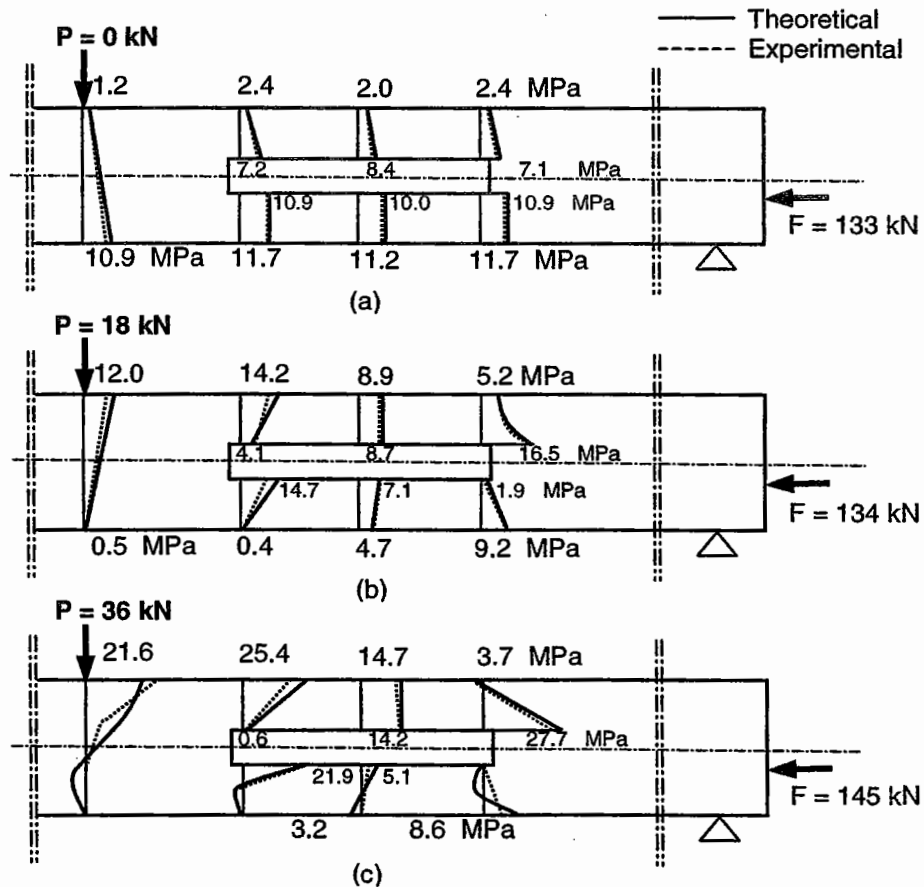 Theoretical
Experimental
P = 0 kN
1.2 2.4 2.0 2.4 MPa
7.2 8.4 7.1 MPa
10.9 10.0 10.9 MPa
F = 133 kN
10.9 MPa 11.7 11.2 11.7 MPa
(a)
P = 18 kN
12.0 14.2 8.9 5.2 MPa
4.1 8.7 16.5 MPa
14.7 7.1 1.9 MPa
F = 134 kN
0.5 MPa 0.4 4.7 9.2 MPa
(b)
P = 36 kN
21.6 25.4 14.7 3.7 MPa
0.6 14.2 27.7 MPa
21.9 5.1
F = 145 kN
3.2 8.6 MPa
(c)